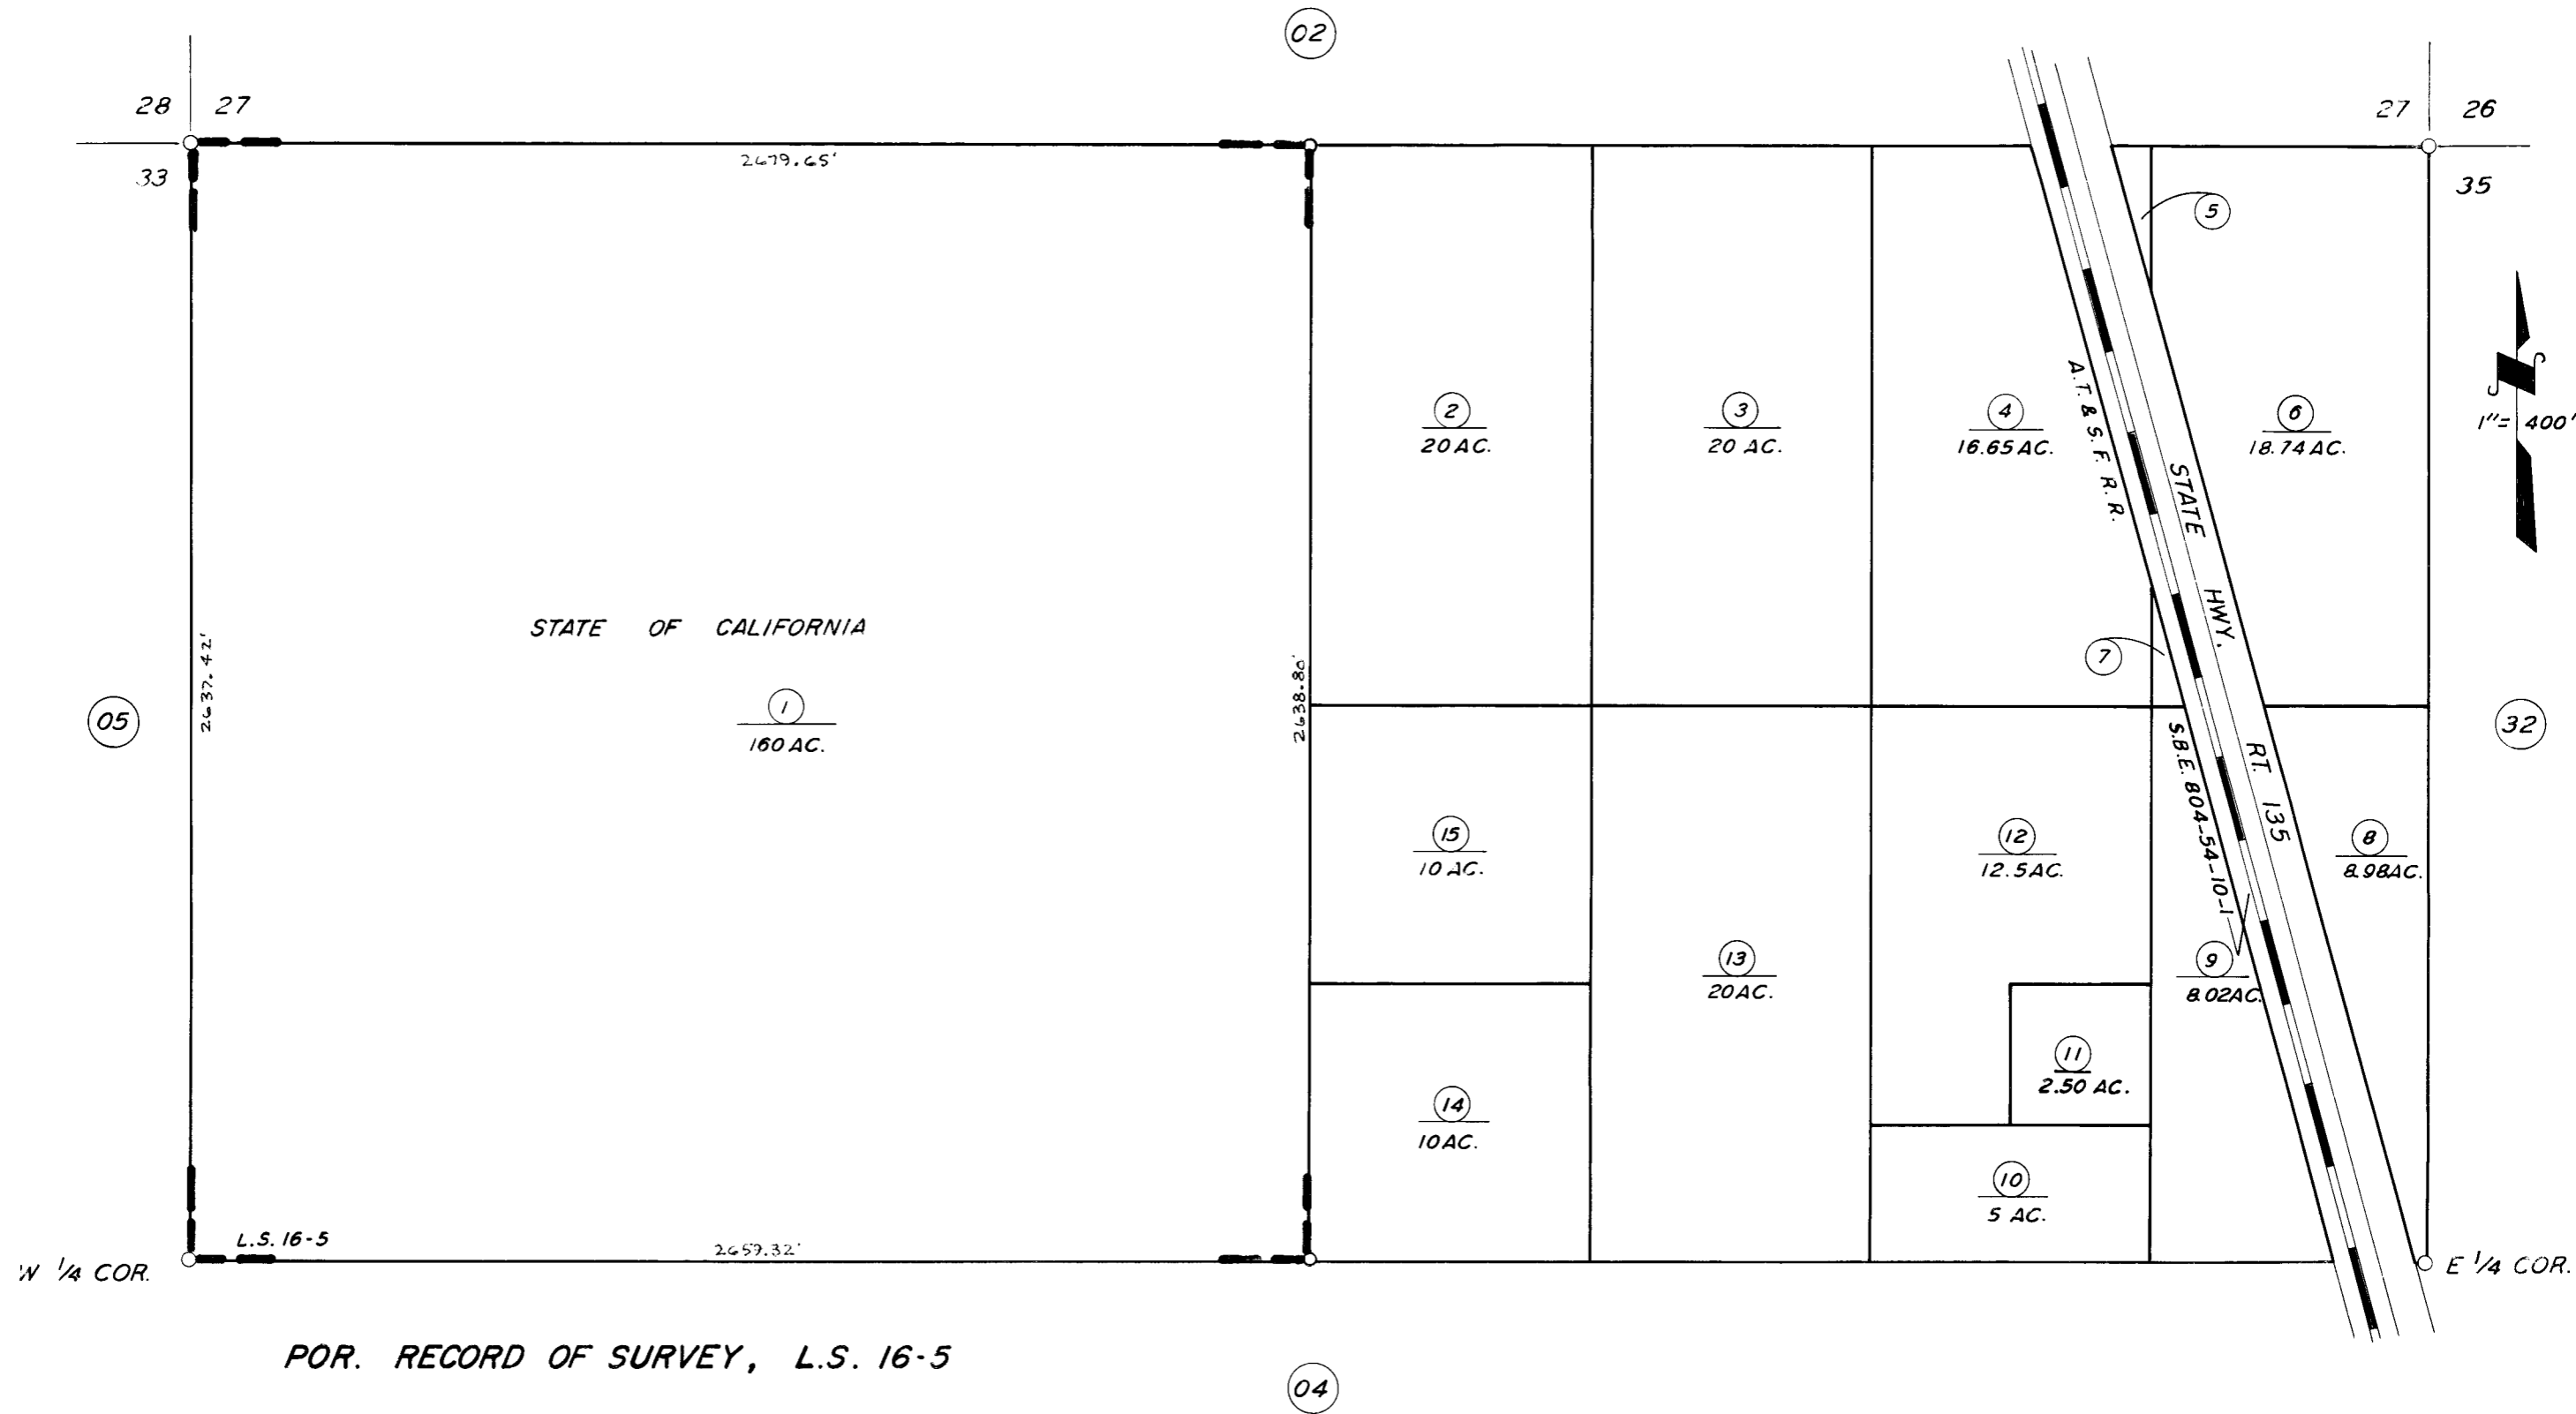 02
28 27
27 26
2679.65'
33
35
5
2
20 AC.
3
20 AC.
4
16.65 AC.
6
18.74 AC.
1"= 400'
A.T. & S. F. R. R.
STATE HWY. RT. 135
STATE OF CALIFORNIA
2637.42'
2638.80'
7
05
1
160 AC.
32
S.B.E. 804-54-10-1
15
10 AC.
12
12.5 AC.
8
8.98 AC.
13
20 AC.
9
8.02 AC.
11
2.50 AC.
14
10 AC.
10
5 AC.
L.S. 16-5
2659.32'
W 1/4 COR.
E 1/4 COR.
POR. RECORD OF SURVEY, L.S. 16-5
04